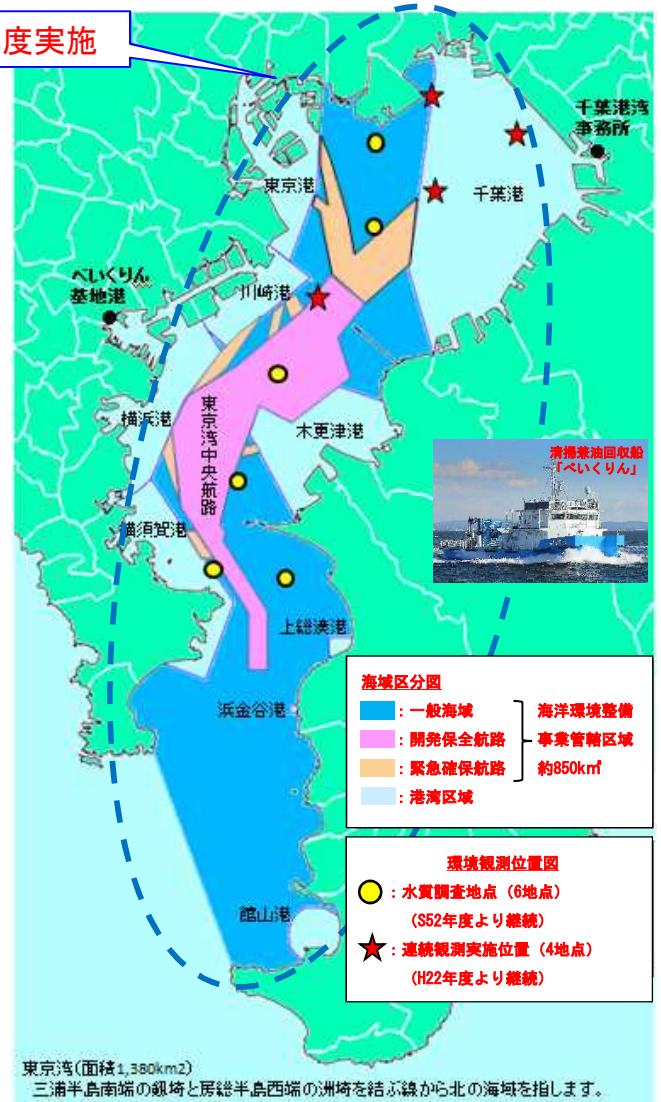 度実施
千葉港湾
事務所
東京港
千葉港
べいくりん
基地港
川崎港
横浜港
東京湾中央航路
木更津港
清掃兼油回収船
「べいくりん」
横須賀港
上総湊港
浜金谷港
海域区分図
：一般海域
：開発保全航路
：緊急確保航路
：港湾区域
海洋環境整備
事業管轄区域
約850k㎡
館山港
環境観測位置図
：水質調査地点（6地点）
（S52年度より継続）
：連続観測実施位置（4地点）
（H22年度より継続）
東京湾(面積1,380km2)
三浦半島南端の剱埼と房総半島西端の洲埼を結ぶ線から北の海域を指します。